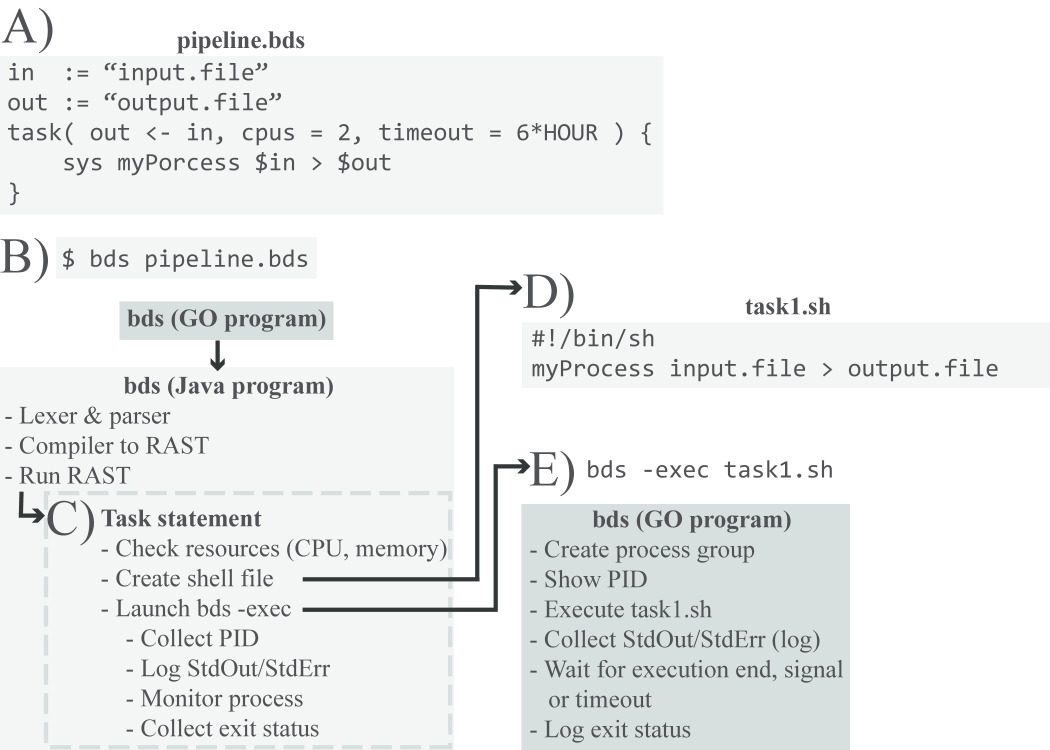 A)
pipeline.bds
in := “input.file”
out := “output.file”
task( out <- in, cpus = 2, timeout = 6*HOUR ) {
sys myPorcess $in > $out
}
B) $ bds pipeline.bds
bds (GO program)
bds (Java program)
- Lexer & parser
- Compiler to RAST
- Run RAST
C) Task statement
- Check resources (CPU, memory)
- Create shell file
- Launch bds -exec
- Collect PID
- Log StdOut/StdErr
- Monitor process
- Collect exit status
D)
task1.sh
#!/bin/sh
myProcess input.file > output.file
E) bds -exec task1.sh
bds (GO program)
- Create process group
- Show PID
- Execute task1.sh
- Collect StdOut/StdErr (log)
- Wait for execution end, signal
or timeout
- Log exit status